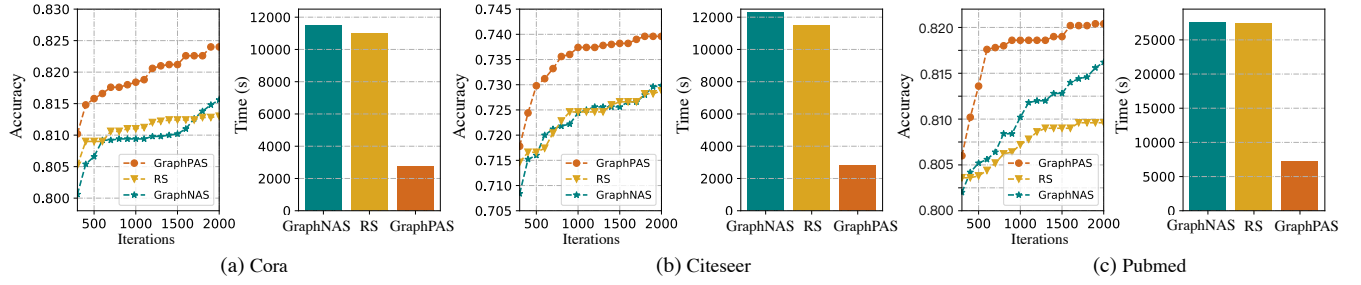 0.830
0.825
0.820
0.815
0.810
0.805
0.800
Accuracy
500
1000
1500
2000
Iterations
GraphPAS
RS
GraphNAS
12000
10000
8000
6000
4000
2000
0
Time (s)
GraphNAS RS GraphPAS
(a) Cora
0.745
0.740
0.735
0.730
0.725
0.720
0.715
0.710
0.705
Accuracy
500
1000
1500
2000
Iterations
GraphPAS
RS
GraphNAS
12000
10000
8000
6000
4000
2000
0
Time (s)
GraphNAS RS GraphPAS
(b) Citeseer
0.820
0.815
0.810
0.805
0.800
Accuracy
500
1000
1500
2000
Iterations
GraphPAS
RS
GraphNAS
25000
20000
15000
10000
5000
0
Time (s)
GraphNAS RS GraphPAS
(c) Pubmed